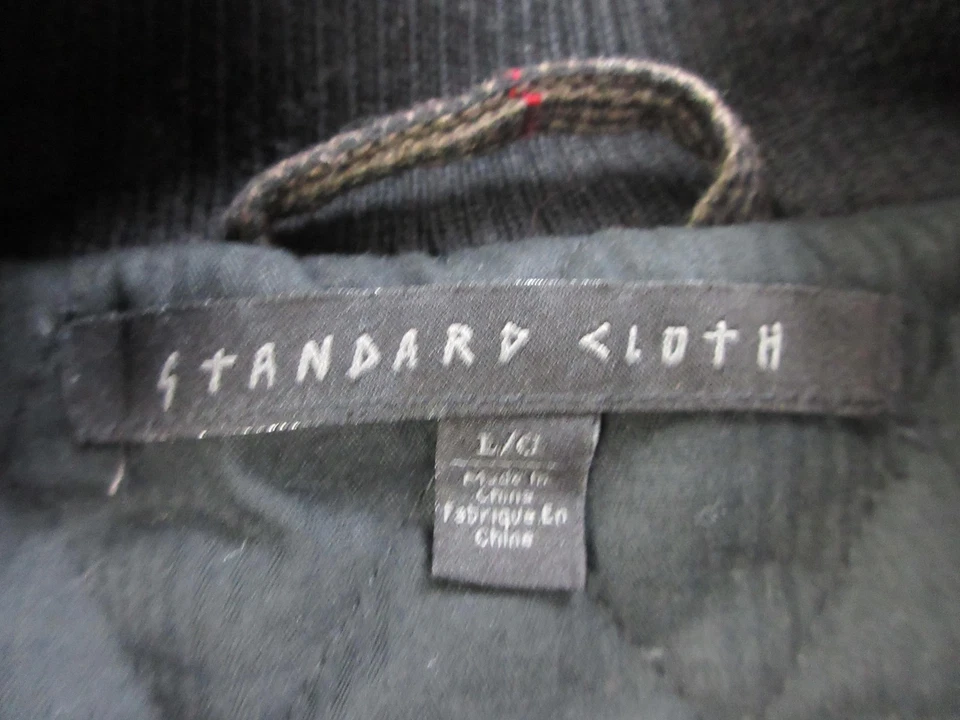 STANDARD CLOTH
L/G
Made In
China
Fabriqué En
Chine